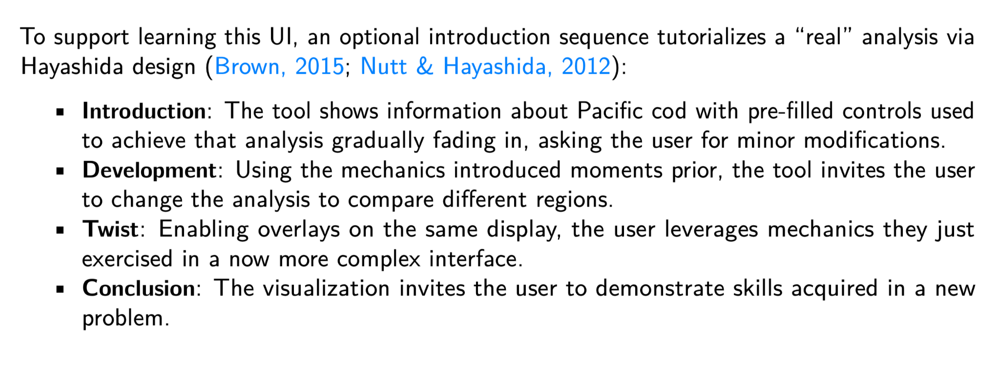 To support learning this UI, an optional introduction sequence tutorializes a “real” analysis via
Hayashida design (Brown, 2015; Nutt & Hayashida, 2012):
▪ Introduction: The tool shows information about Pacific cod with pre-filled controls used
to achieve that analysis gradually fading in, asking the user for minor modifications.
▪ Development: Using the mechanics introduced moments prior, the tool invites the user
to change the analysis to compare different regions.
▪ Twist: Enabling overlays on the same display, the user leverages mechanics they just
exercised in a now more complex interface.
▪ Conclusion: The visualization invites the user to demonstrate skills acquired in a new
problem.